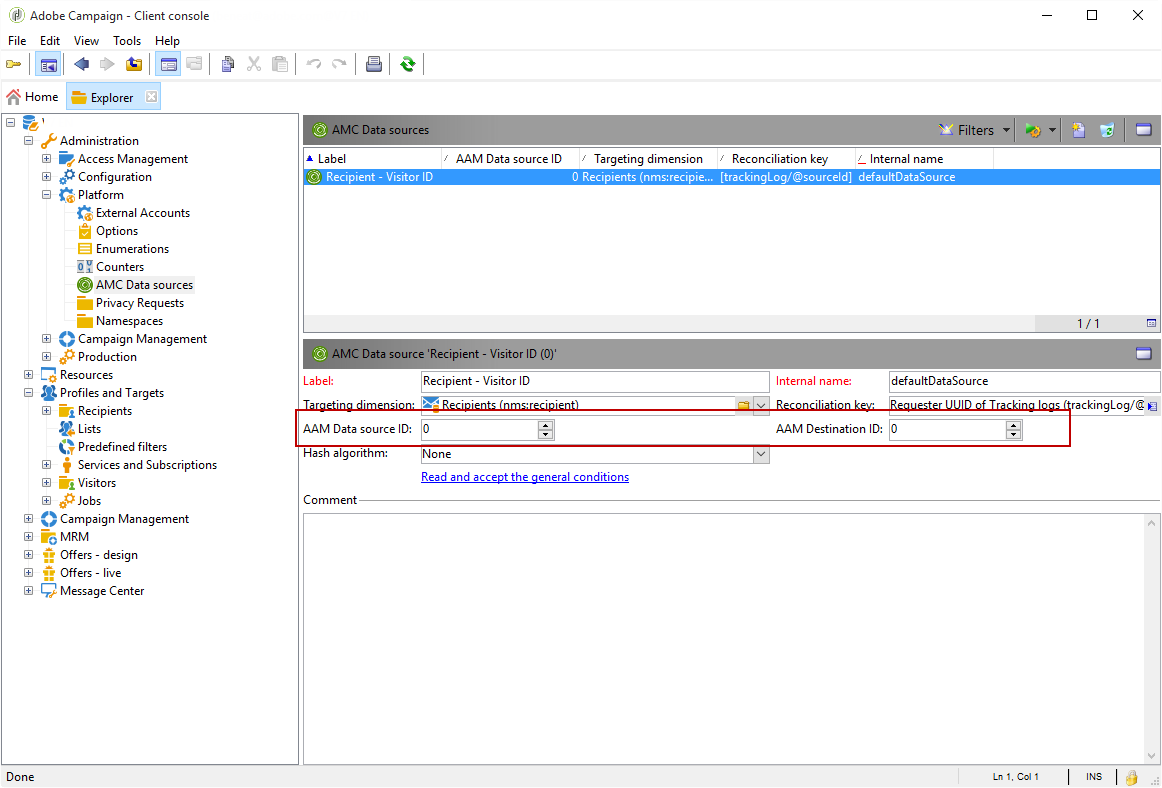 Adobe Campaign - Client console
File Edit View Tools Help
Home Explorer
Administration
Access Management
Configuration
Platform
External Accounts
Options
Enumerations
Counters
AMC Data sources
Privacy Requests
Namespaces
Campaign Management
Production
Resources
Profiles and Targets
Recipients
Lists
Predefined filters
Services and Subscriptions
Visitors
Jobs
Campaign Management
MRM
Offers - design
Offers - live
Message Center
AMC Data sources Filters
Label AAM Data source ID Targeting dimension Reconciliation key Internal name
Recipient - Visitor ID 0 Recipients (nms:recipie... [trackingLog/@sourceId] defaultDataSource
1 / 1
AMC Data source 'Recipient - Visitor ID (0)'
Label: Recipient - Visitor ID Internal name: defaultDataSource
Targeting dimension: Recipients (nms:recipient) Reconciliation key: Requester UUID of Tracking logs (trackingLog/@
AAM Data source ID: 0 AAM Destination ID: 0
Hash algorithm: None
Read and accept the general conditions
Comment
Done Ln 1, Col 1 INS